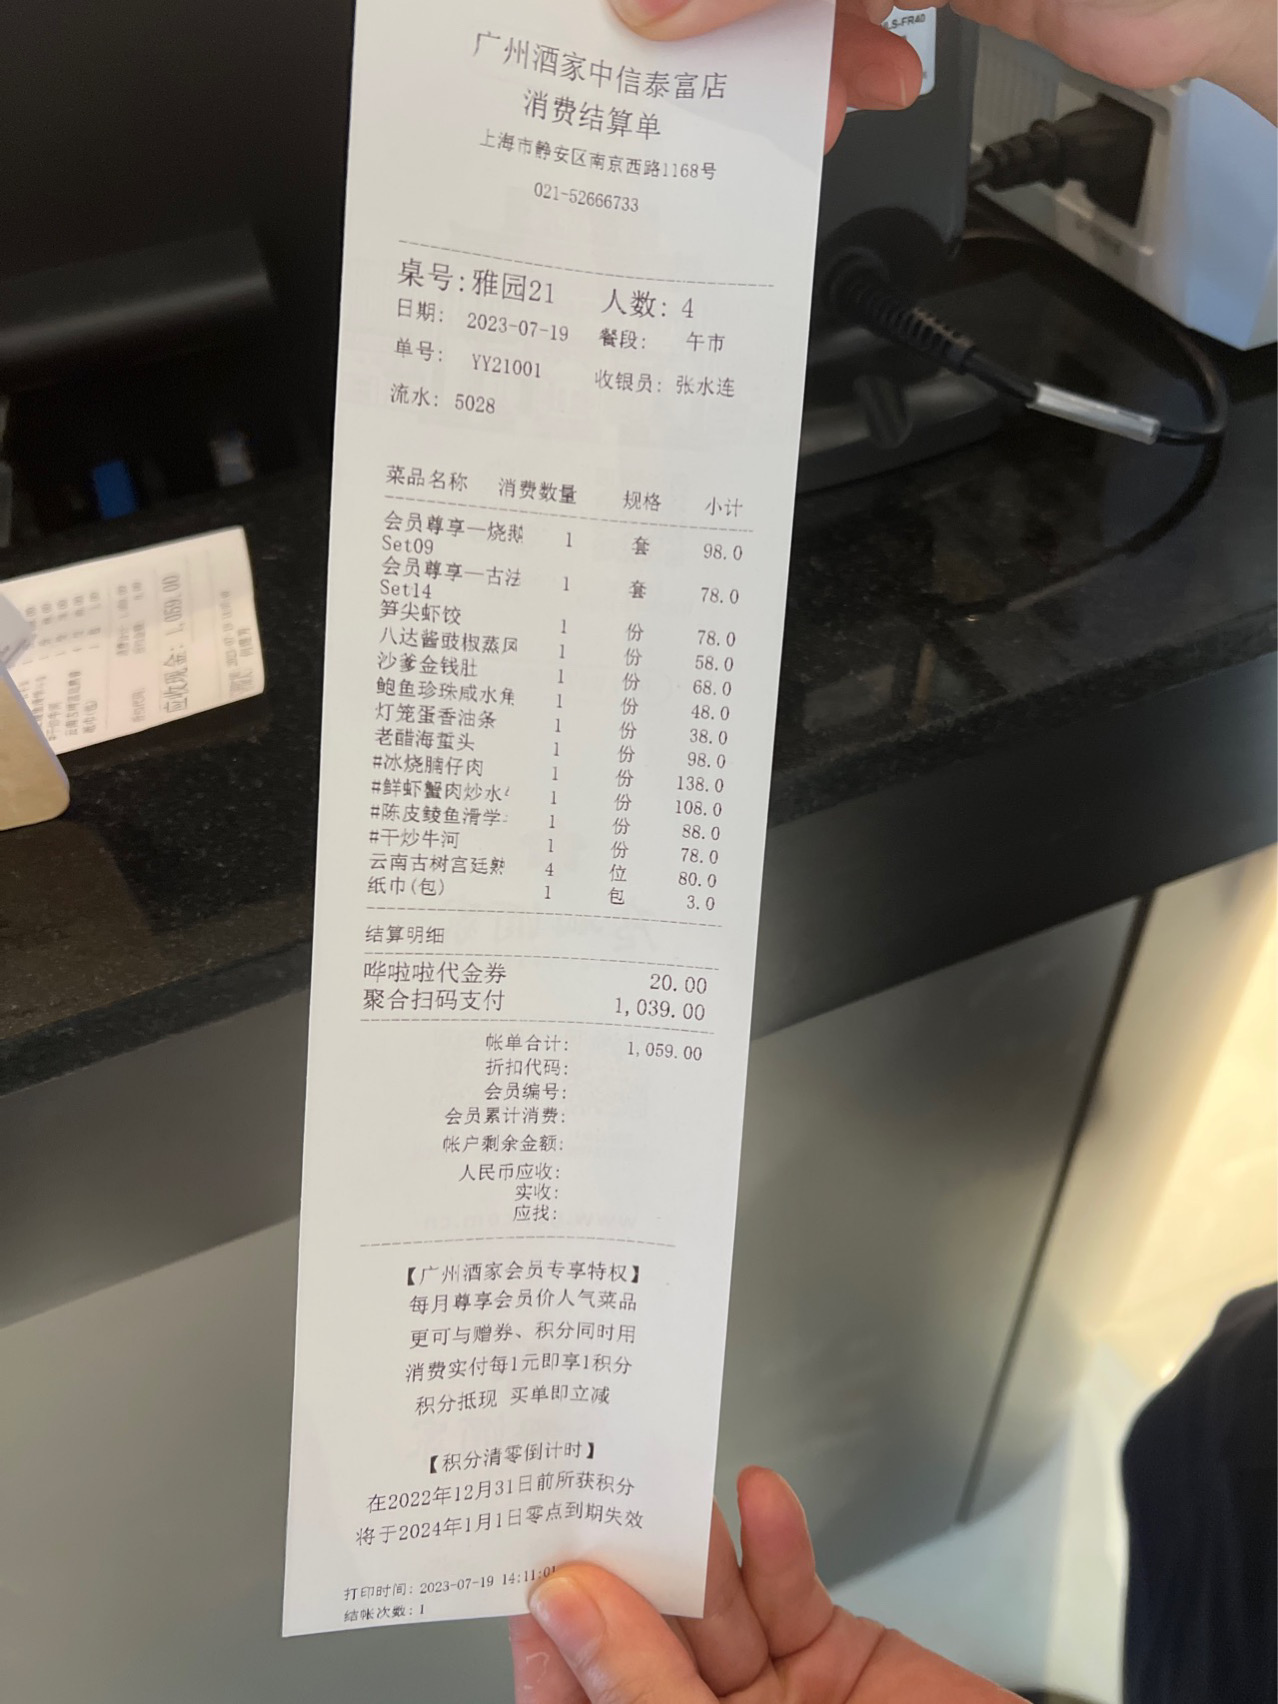 广州酒家中信泰富店
消费结算单
上海市静安区南京西路1168号
021-52666733
桌号:雅园21 人数: 4
日期: 2023-07-19 餐段: 午市
单号: YY21001 收银员: 张水连
流水: 5028
菜品名称 消费数量 规格 小计
会员尊享—烧鹅 1 套 98.0
Set09
会员尊享—古法 1 套 78.0
Set14
笋尖虾饺 1 份 78.0
八达酱豉椒蒸凤 1 份 58.0
沙爹金钱肚 1 份 68.0
鲍鱼珍珠咸水角 1 份 48.0
灯笼蛋香油条 1 份 38.0
老醋海蜇头 1 份 98.0
#冰烧腩仔肉 1 份 138.0
#鲜虾蟹肉炒水 1 份 108.0
#陈皮鲮鱼滑学 1 份 88.0
#干炒牛河 1 份 78.0
云南古树宫廷熟 4 位 80.0
纸巾(包) 1 包 3.0
结算明细
哗啦啦代金券 20.00
聚合扫码支付 1,039.00
帐单合计: 1,059.00
折扣代码:
会员编号:
会员累计消费:
帐户剩余金额:
人民币应收:
实收:
应找:
【广州酒家会员专享特权】
每月尊享会员价人气菜品
更可与赠券、积分同时用
消费实付每1元即享1积分
积分抵现 买单即立减
【积分清零倒计时】
在2022年12月31日前所获积分
将于2024年1月1日零点到期失效
打印时间: 2023-07-19 14:11:01
结帐次数: 1
应收现金: 1,059.00
LS-FR40